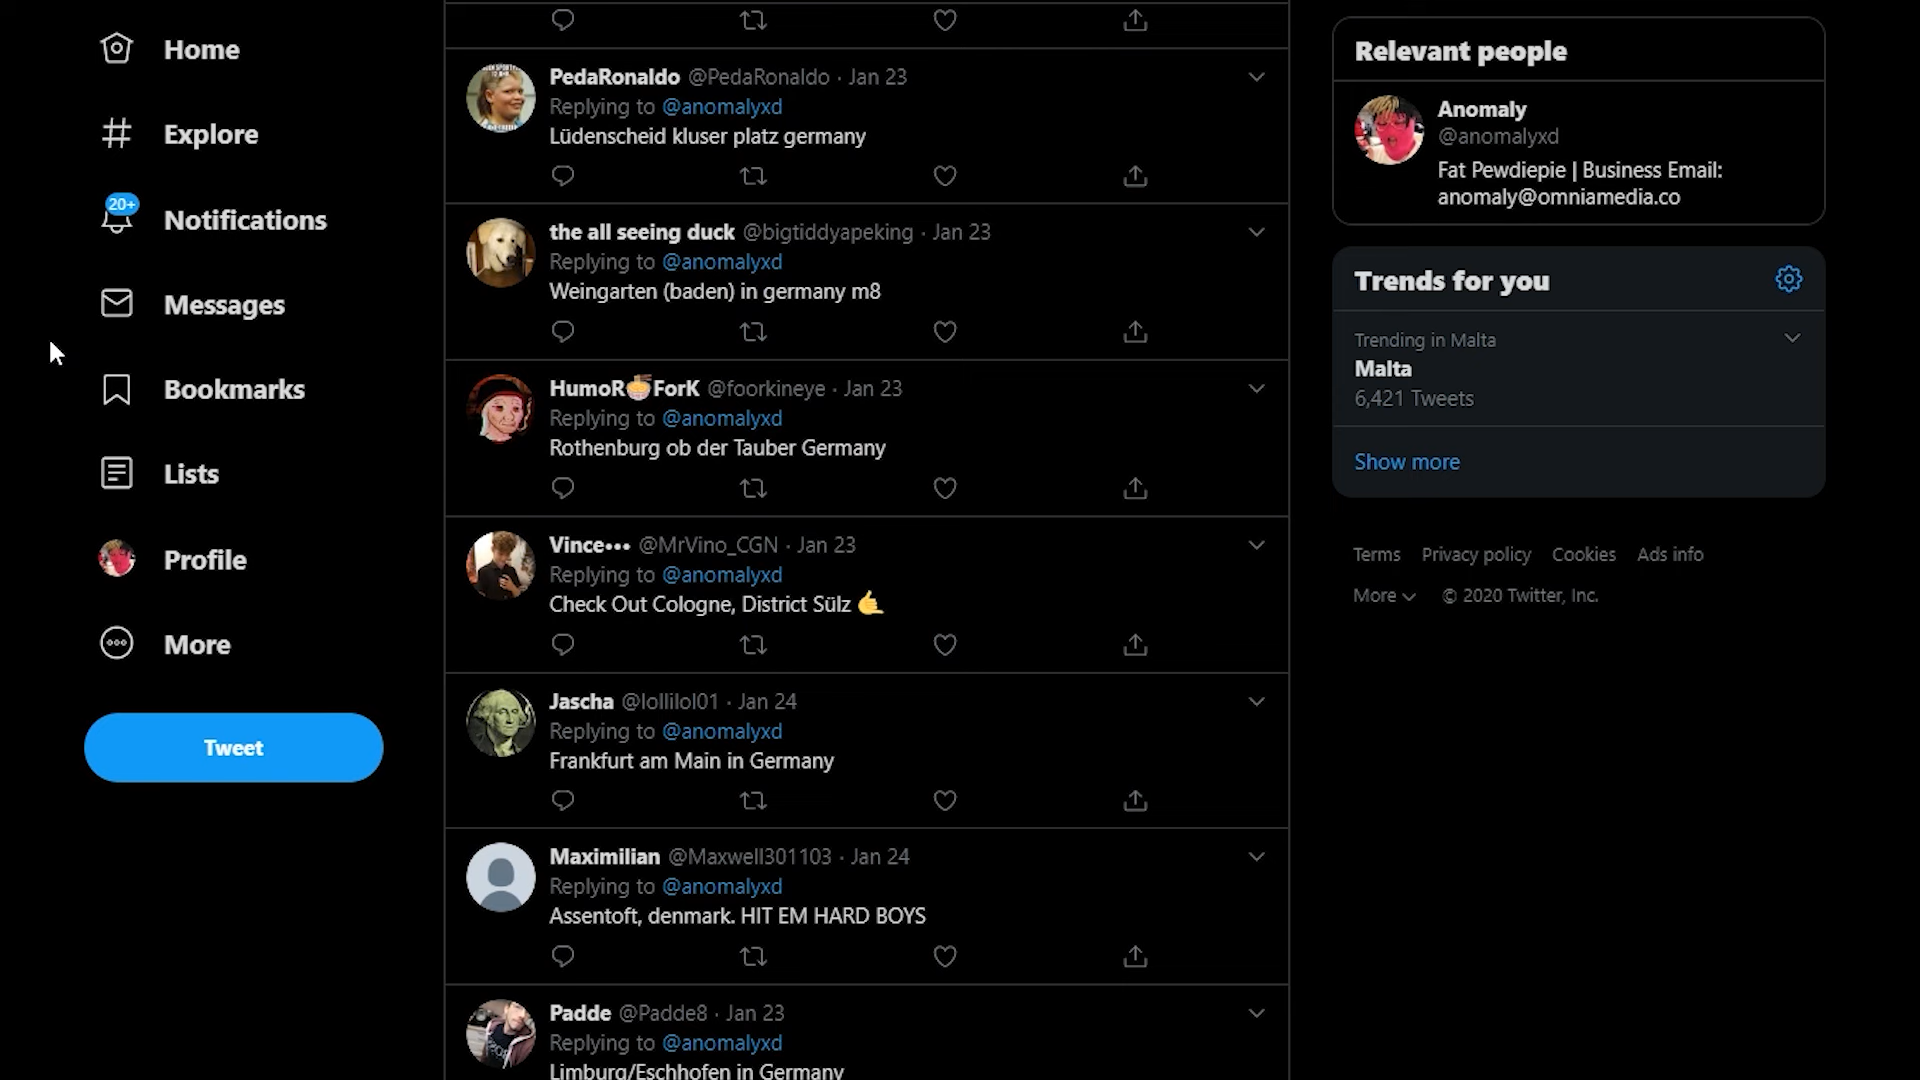 Home
Explore
20+
Notifications
Messages
Bookmarks
Lists
Profile
More
Tweet
PedaRonaldo @PedaRonaldo · Jan 23
Replying to @anomalyxd
Lüdenscheid kluser platz germany
the all seeing duck @bigtiddyapeking · Jan 23
Replying to @anomalyxd
Weingarten (baden) in germany m8
HumoR🍜ForK @foorkineye · Jan 23
Replying to @anomalyxd
Rothenburg ob der Tauber Germany
Vince••• @MrVino_CGN · Jan 23
Replying to @anomalyxd
Check Out Cologne, District Sülz 🤙
Jascha @lollilol01 · Jan 24
Replying to @anomalyxd
Frankfurt am Main in Germany
Maximilian @Maxwell301103 · Jan 24
Replying to @anomalyxd
Assentoft, denmark. HIT EM HARD BOYS
Padde @Padde8 · Jan 23
Replying to @anomalyxd
Limburg/Eschhofen in Germany
Relevant people
Anomaly
@anomalyxd
Fat Pewdiepie | Business Email:
anomaly@omniamedia.co
Trends for you
Trending in Malta
Malta
6,421 Tweets
Show more
Terms Privacy policy Cookies Ads info
More © 2020 Twitter, Inc.